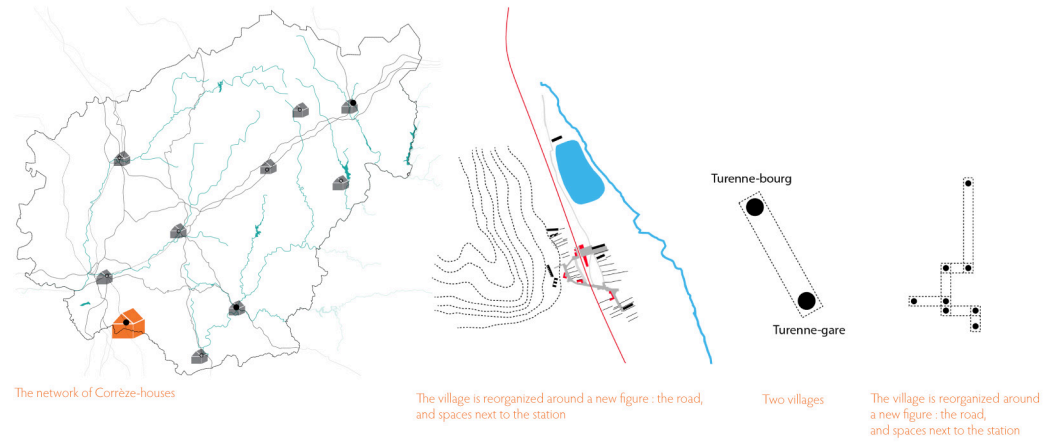 Turenne-bourg
Turenne-gare
The network of Corrèze-houses
The village is reorganized around a new figure : the road,
and spaces next to the station
Two villages
The village is reorganized around
a new figure : the road,
and spaces next to the station